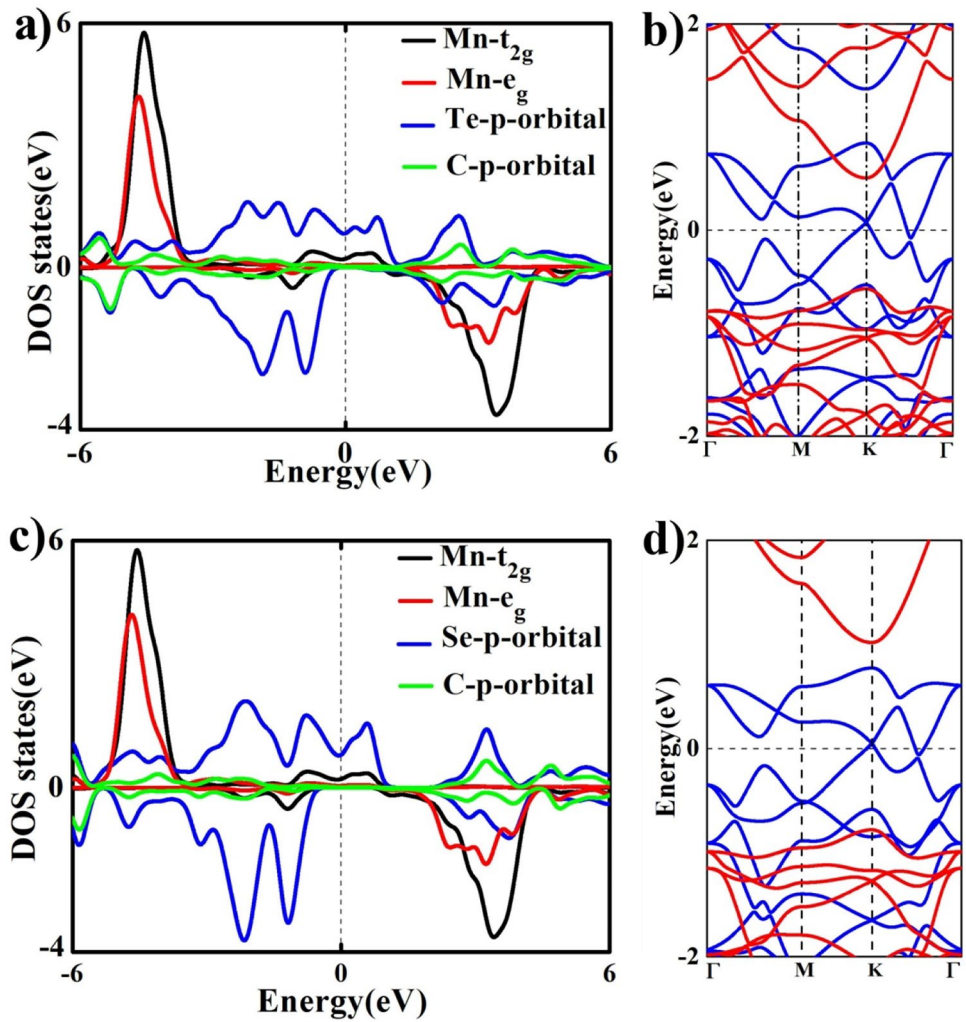 a)
6
Mn-t2g
Mn-eg
Te-p-orbital
C-p-orbital
DOS states(eV)
0
-4
-6
0
6
Energy(eV)
b)
2
Energy(eV)
0
-2
Γ
M
K
Γ
c)
6
Mn-t2g
Mn-eg
Se-p-orbital
C-p-orbital
DOS states(eV)
0
-4
-6
0
6
Energy(eV)
d)
2
Energy(eV)
0
-2
Γ
M
K
Γ